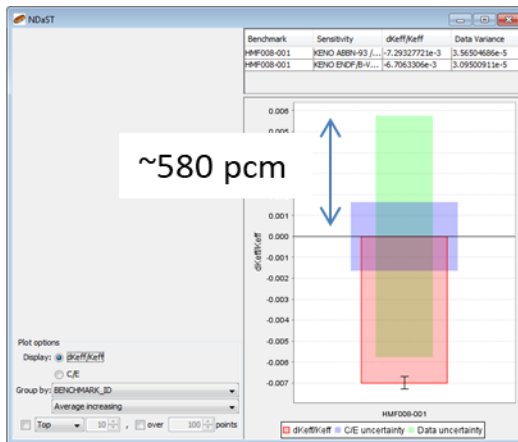 NDaST
Benchmark Sensitivity dKeff/Keff Data Variance
HMF008-001 KENO ABBN-93 /... -7.29327721e-3 3.56504686e-5
HMF008-001 KENO ENDF/B-V... -6.7063306e-3 3.09500911e-5
0.006
~580 pcm
0.001
0.000
-0.001
-0.002
-0.003
-0.004
-0.005
-0.006
-0.007
dKeff/Keff
HMF008-001
dKeff/Keff C/E uncertainty Data uncertainty
Plot options
Display: dKeff/Keff
C/E
Group by: BENCHMARK_ID
Average increasing
Top 10 , over 100 points